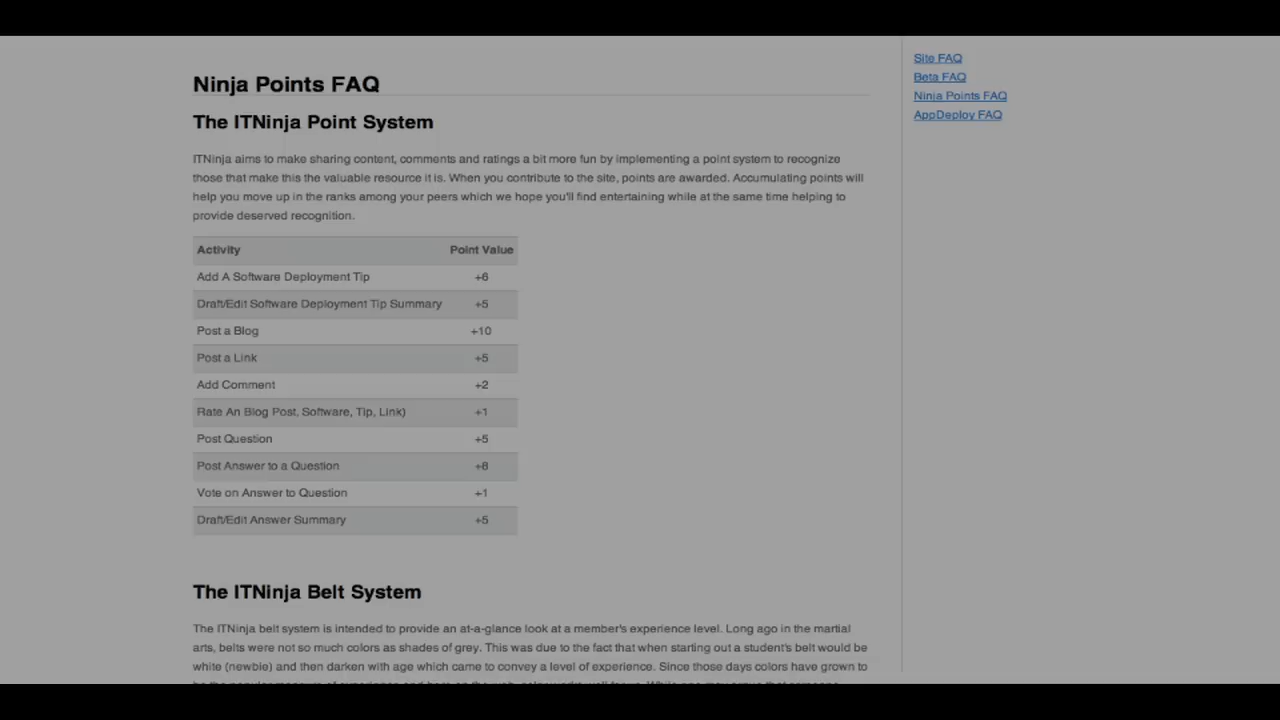 Ninja Points FAQ
The ITNinja Point System
ITNinja aims to make sharing content, comments and ratings a bit more fun by implementing a point system to recognize
those that make this the valuable resource it is. When you contribute to the site, points are awarded. Accumulating points will
help you move up in the ranks among your peers which we hope you'll find entertaining while at the same time helping to
provide deserved recognition.
Activity Point Value
Add A Software Deployment Tip +6
Draft/Edit Software Deployment Tip Summary +5
Post a Blog +10
Post a Link +5
Add Comment +2
Rate An Blog Post, Software, Tip, Link) +1
Post Question +5
Post Answer to a Question +8
Vote on Answer to Question +1
Draft/Edit Answer Summary +5
The ITNinja Belt System
The ITNinja belt system is intended to provide an at-a-glance look at a member's experience level. Long ago in the martial
arts, belts were not so much colors as shades of grey. This was due to the fact that when starting out a student's belt would be
white (newbie) and then darken with age which came to convey a level of experience. Since those days colors have grown to
Site FAQ
Beta FAQ
Ninja Points FAQ
AppDeploy FAQ